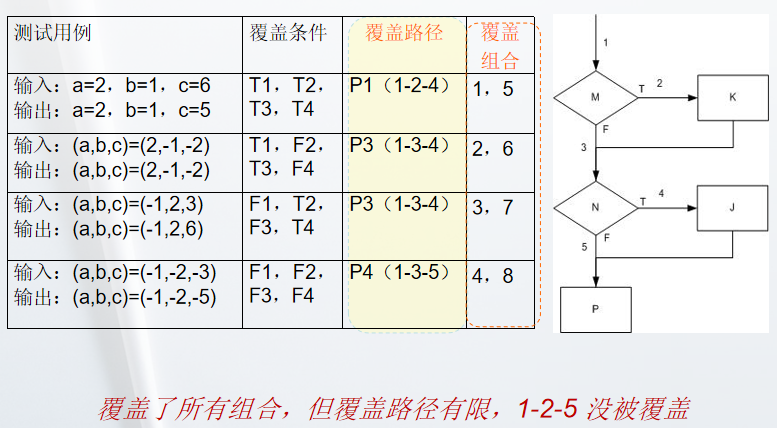 测试用例 覆盖条件 覆盖路径 覆盖
组合
输入：a=2，b=1，c=6 T1，T2， P1（1-2-4） 1，5
输出：a=2，b=1，c=5 T3，T4
输入：(a,b,c)=(2,-1,-2) T1，F2， P3（1-3-4） 2，6
输出：(a,b,c)=(2,-1,-2) T3，F4
输入：(a,b,c)=(-1,2,3) F1，T2， P3（1-3-4） 3，7
输出：(a,b,c)=(-1,2,6) F3，T4
输入：(a,b,c)=(-1,-2,-3) F1，F2， P4（1-3-5） 4，8
输出：(a,b,c)=(-1,-2,-5) F3，F4
1
M T 2 K
F
3
N T 4 J
F
5
P
覆盖了所有组合，但覆盖路径有限，1-2-5 没被覆盖